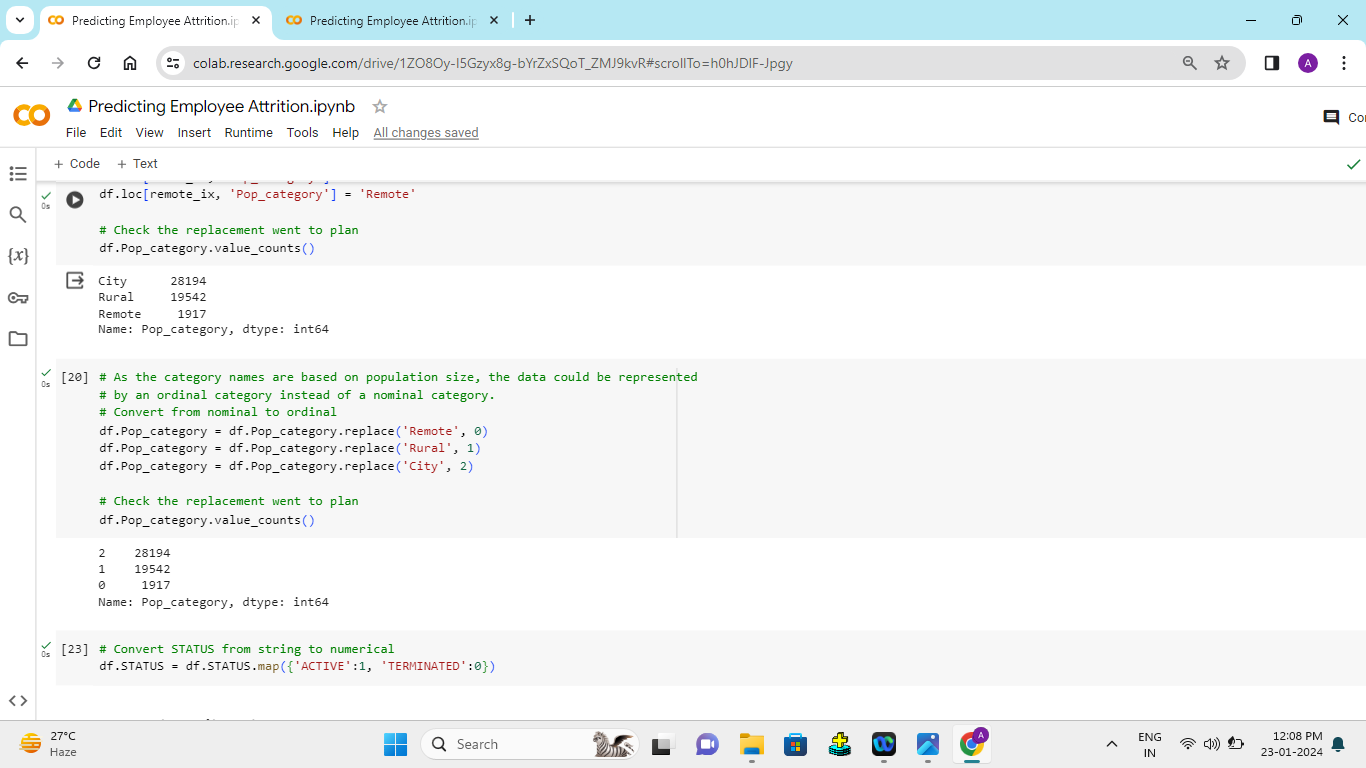 Predicting Employee Attrition.ip
Predicting Employee Attrition.ip
colab.research.google.com/drive/1ZO8Oy-I5Gzyx8g-bYrZxSQoT_ZMJ9kvR#scrollTo=h0hJDlF-Jpgy
A
Predicting Employee Attrition.ipynb
File Edit View Insert Runtime Tools Help All changes saved
Co
+ Code + Text
df.loc[remote_ix, 'Pop_category'] = 'Remote'
0s
# Check the replacement went to plan
df.Pop_category.value_counts()
{x}
City 28194
Rural 19542
Remote 1917
Name: Pop_category, dtype: int64
[20] # As the category names are based on population size, the data could be represented
0s
# by an ordinal category instead of a nominal category.
# Convert from nominal to ordinal
df.Pop_category = df.Pop_category.replace('Remote', 0)
df.Pop_category = df.Pop_category.replace('Rural', 1)
df.Pop_category = df.Pop_category.replace('City', 2)
# Check the replacement went to plan
df.Pop_category.value_counts()
2 28194
1 19542
0 1917
Name: Pop_category, dtype: int64
[23] # Convert STATUS from string to numerical
0s
df.STATUS = df.STATUS.map({'ACTIVE':1, 'TERMINATED':0})
27°C
Haze
Search
A
ENG
IN
12:08 PM
23-01-2024